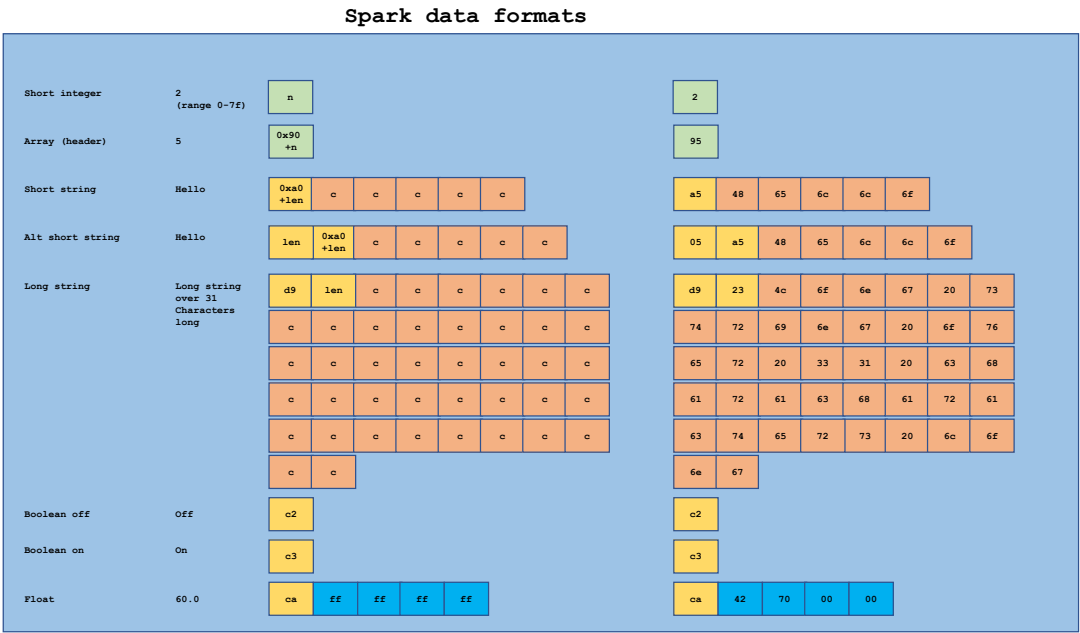 Spark data formats
Short integer 2 n 2
(range 0-7f)
Array (header) 5 0x90 +n 95
Short string Hello 0xa0 +len c c c c c a5 48 65 6c 6c 6f
Alt short string Hello len 0xa0 +len c c c c c 05 a5 48 65 6c 6c 6f
Long string Long string d9 len c c c c c c d9 23 4c 6f 6e 67 20 73
over 31
Characters
long c c c c c c c c 74 72 69 6e 67 20 6f 76
c c c c c c c c 65 72 20 33 31 20 63 68
c c c c c c c c 61 72 61 63 68 61 72 61
c c c c c c c c 63 74 65 72 73 20 6c 6f
c c 6e 67
Boolean off Off c2 c2
Boolean on On c3 c3
Float 60.0 ca ff ff ff ff ca 42 70 00 00